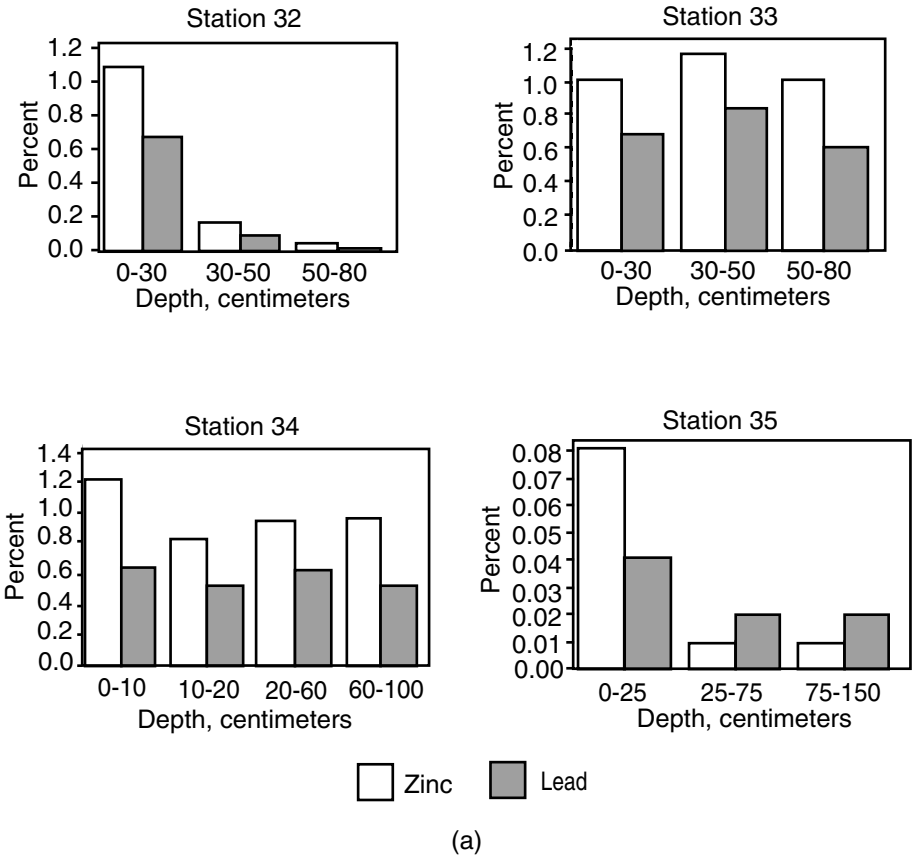 Station 32
Percent
1.2
1.0
0.8
0.6
0.4
0.2
0.0
0-30 30-50 50-80
Depth, centimeters
Station 33
Percent
1.2
1.0
0.8
0.6
0.4
0.2
0.0
0-30 30-50 50-80
Depth, centimeters
Station 34
Percent
1.4
1.2
1.0
0.8
0.6
0.4
0.2
0.0
0-10 10-20 20-60 60-100
Depth, centimeters
Station 35
Percent
0.08
0.06
0.05
0.04
0.03
0.02
0.01
0.00
0-25 25-75 75-150
Depth, centimeters
Zinc Lead
(a)